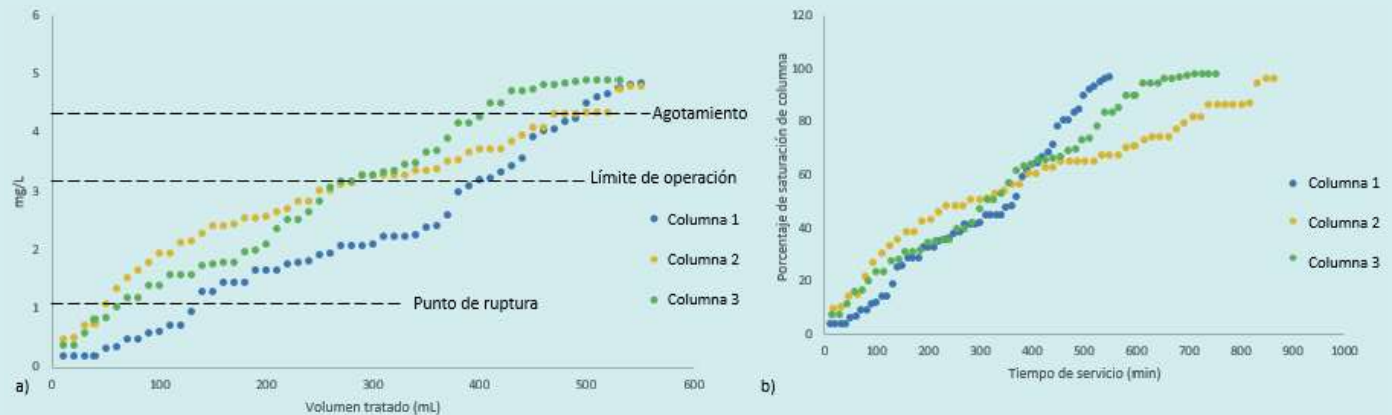 6
5
4
3
2
1
0
mg/L
0 100 200 300 400 500 600
Volumen tratado (mL)
Agotamiento
Límite de operación
Punto de ruptura
Columna 1
Columna 2
Columna 3
a)
120
100
80
60
40
20
0
Porcentaje de saturación de columna
0 100 200 300 400 500 600 700 800 900 1000
Tiempo de servicio (min)
Columna 1
Columna 2
Columna 3
b)